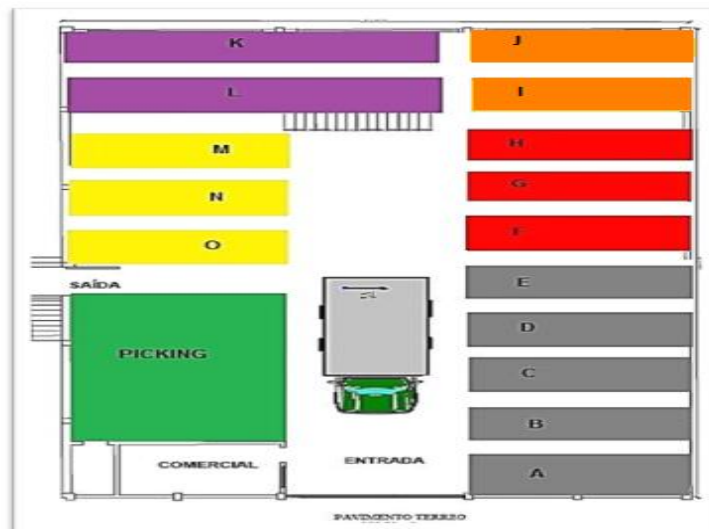 K
J
L
I
H
M
G
N
F
O
E
SAÍDA
D
PICKING
C
B
COMERCIAL
ENTRADA
A
PAVIMENTO TERREO